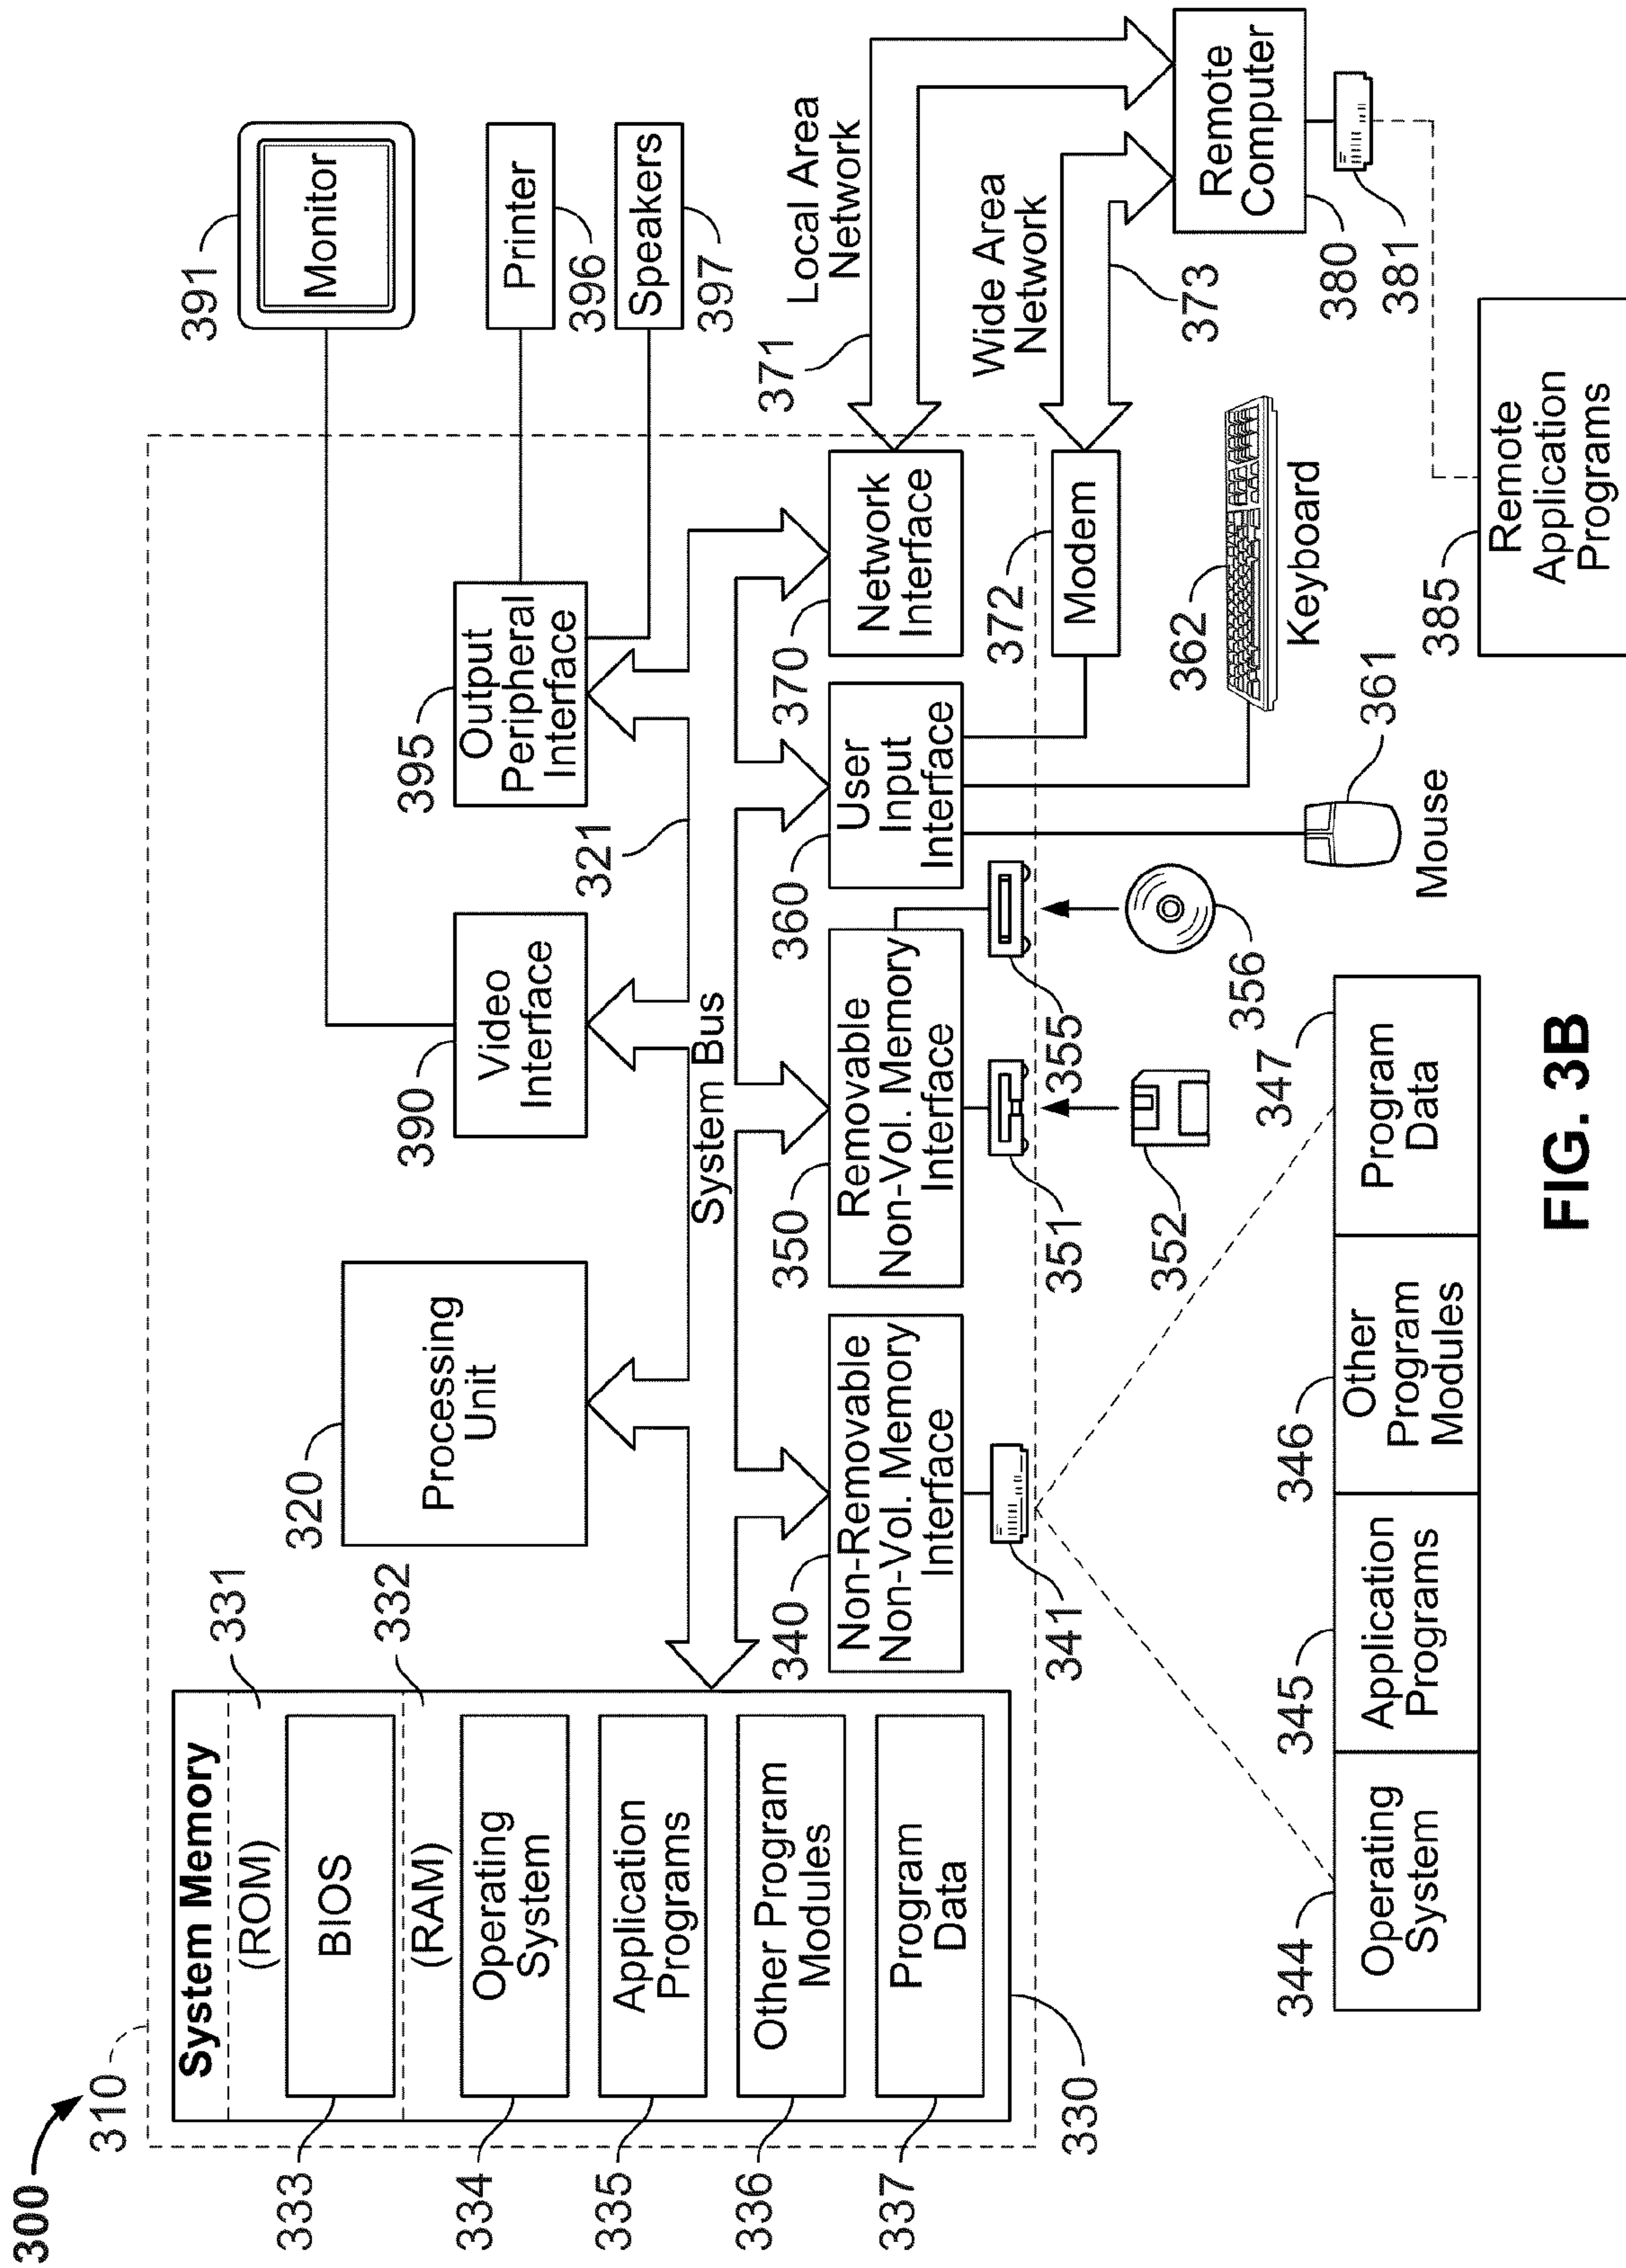 300
310
System Memory
(ROM)
331
BIOS
333
(RAM)
332
Operating
System
334
Application
Programs
335
Other Program
Modules
336
Program
Data
337
330
320
Processing
Unit
390
Video
Interface
395
Output
Peripheral
Interface
391
Monitor
Printer
396
Speakers
397
System Bus
321
340
Non-Removable
Non-Vol. Memory
Interface
341
350
Removable
Non-Vol. Memory
Interface
351
355
352
356
360
User
Input
Interface
370
Network
Interface
372
Modem
371
Local Area
Network
Wide Area
Network
373
Remote
Computer
380
381
362
Keyboard
361
Mouse
385
Remote
Application
Programs
344
Operating
System
345
Application
Programs
346
Other
Program
Modules
347
Program
Data
FIG. 3B